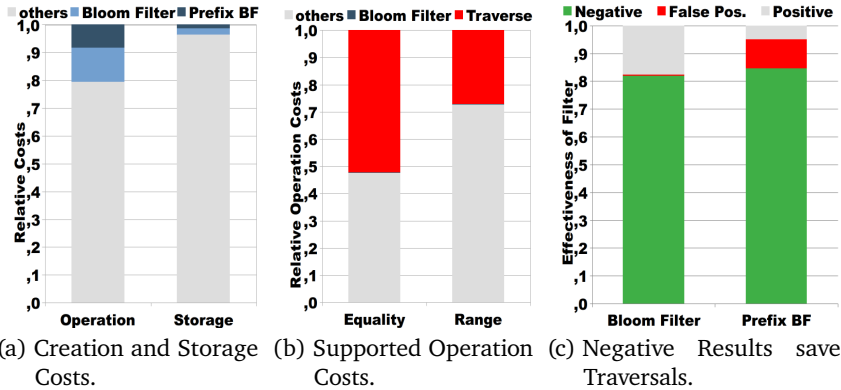 others Bloom Filter Prefix BF
Relative Costs
1,0
,9
,8
,7
,6
,5
,4
,3
,2
,1
,0
Operation Storage
(a) Creation and Storage
Costs.
others Bloom Filter Traverse
Relative Operation Costs
1,0
,9
,8
,7
,6
,5
,4
,3
,2
,1
,0
Equality Range
(b) Supported Operation
Costs.
Negative False Pos. Positive
Effectiveness of Filter
1,0
,9
,8
,7
,6
,5
,4
,3
,2
,1
,0
Bloom Filter Prefix BF
(c) Negative Results save
Traversals.